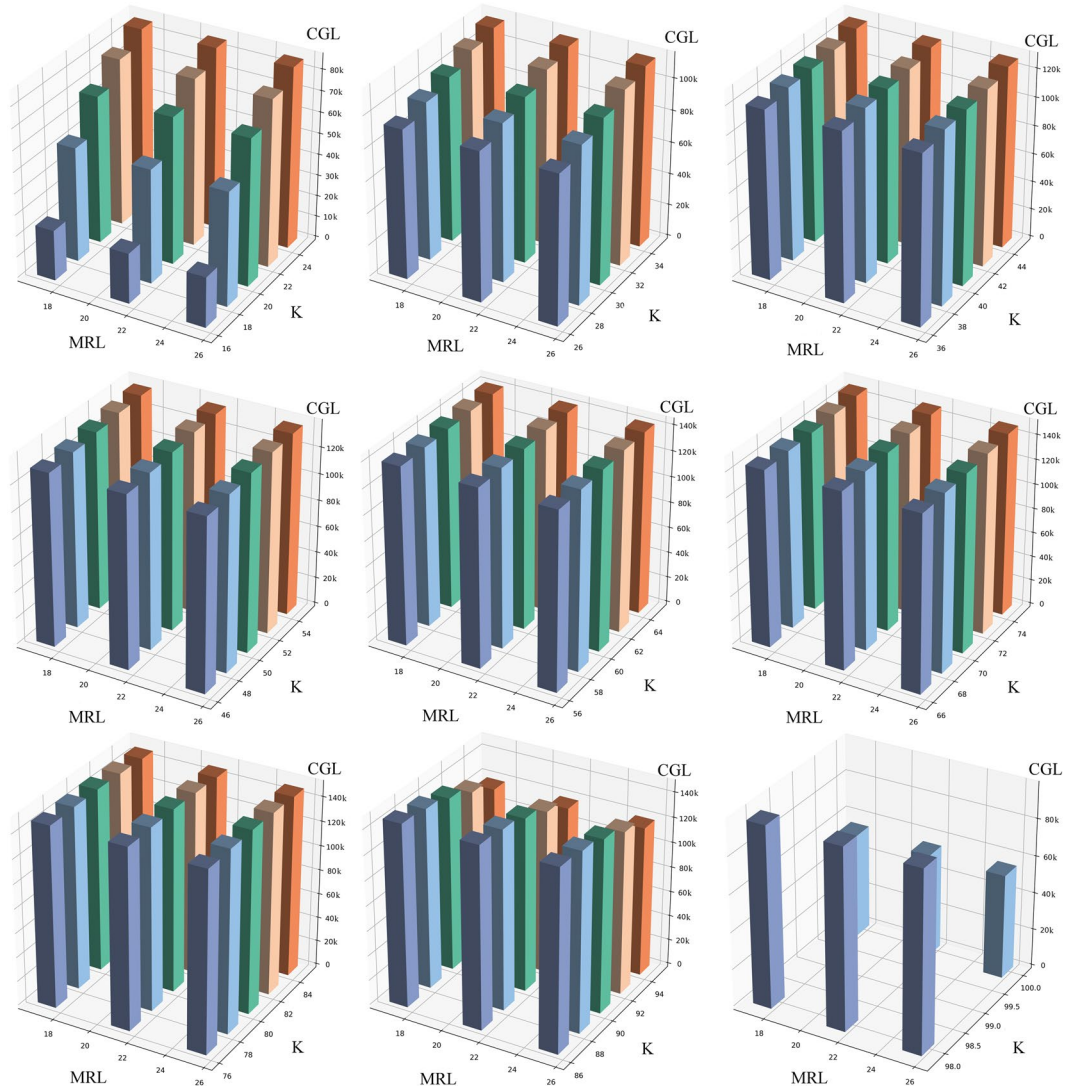 CGL
80k
70k
60k
50k
40k
30k
20k
10k
0
24
22
20
18
16
K
18
20
22
24
26
MRL
CGL
100k
80k
60k
40k
20k
0
34
32
30
28
26
K
18
20
22
24
26
MRL
CGL
120k
100k
80k
60k
40k
20k
0
44
42
40
38
36
K
18
20
22
24
26
MRL
CGL
120k
100k
80k
60k
40k
20k
0
54
52
50
48
46
K
18
20
22
24
26
MRL
CGL
140k
120k
100k
80k
60k
40k
20k
0
64
62
60
58
56
K
18
20
22
24
26
MRL
CGL
140k
120k
100k
80k
60k
40k
20k
0
74
72
70
68
66
K
18
20
22
24
26
MRL
CGL
140k
120k
100k
80k
60k
40k
20k
0
84
82
80
78
76
K
18
20
22
24
26
MRL
CGL
140k
120k
100k
80k
60k
40k
20k
0
94
92
90
88
86
K
18
20
22
24
26
MRL
CGL
80k
60k
40k
20k
0
100.0
99.5
99.0
98.5
98.0
K
18
20
22
24
26
MRL